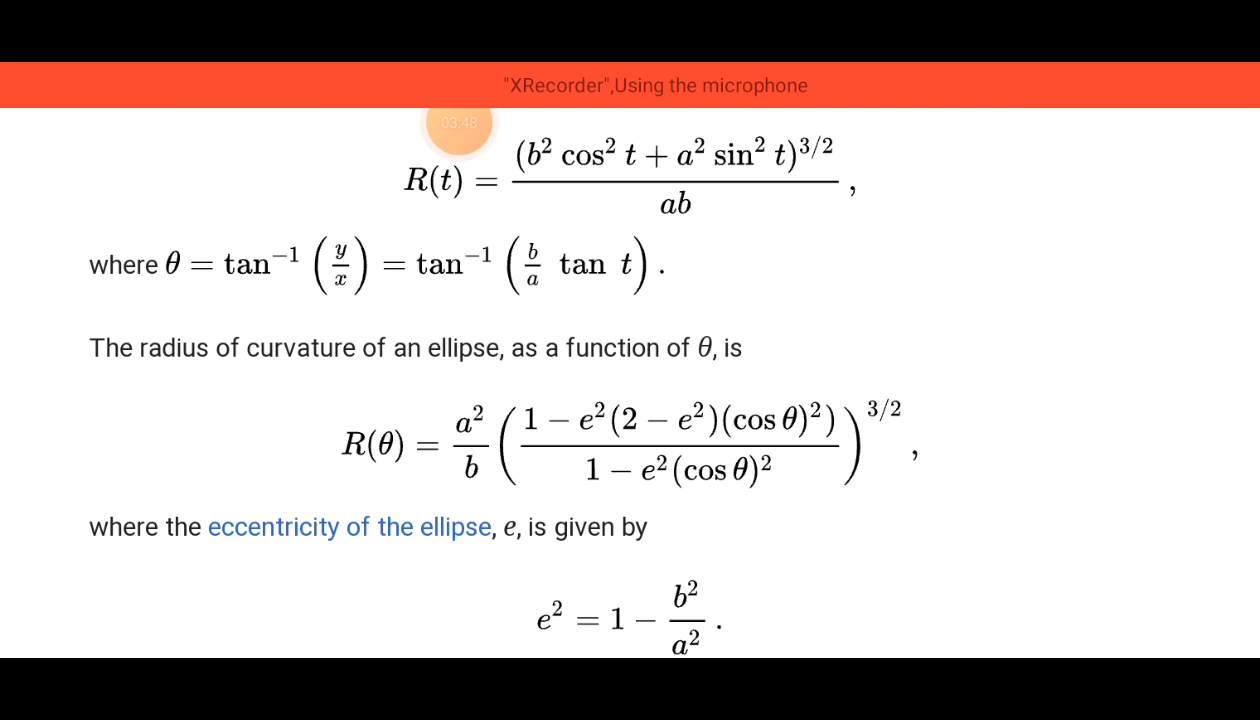 "XRecorder",Using the microphone
03:48
R(t) = (b² cos² t + a² sin² t)^{3/2} / ab ,
where θ = tan⁻¹ (y/x) = tan⁻¹ (b/a tan t) .
The radius of curvature of an ellipse, as a function of θ, is
R(θ) = a²/b ( 1 − e²(2 − e²)(cos θ)²) / 1 − e²(cos θ)² )^{3/2} ,
where the eccentricity of the ellipse, e, is given by
e² = 1 − b²/a² .